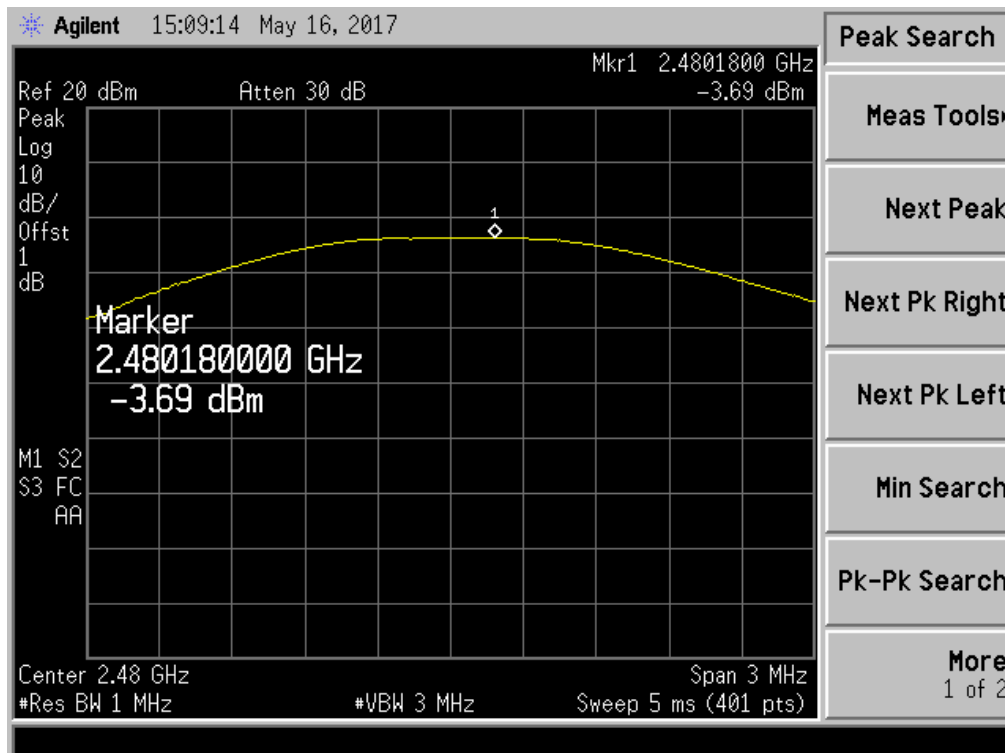 Agilent 15:09:14 May 16, 2017
Mkr1 2.4801800 GHz
Ref 20 dBm Atten 30 dB -3.69 dBm
Peak
Log
10
dB/
Offst
1
dB
1
Marker
2.480180000 GHz
-3.69 dBm
M1 S2
S3 FC
AA
Center 2.48 GHz Span 3 MHz
#Res BW 1 MHz #VBW 3 MHz Sweep 5 ms (401 pts)
Peak Search
Meas Tools
Next Peak
Next Pk Right
Next Pk Left
Min Search
Pk-Pk Search
More
1 of 2